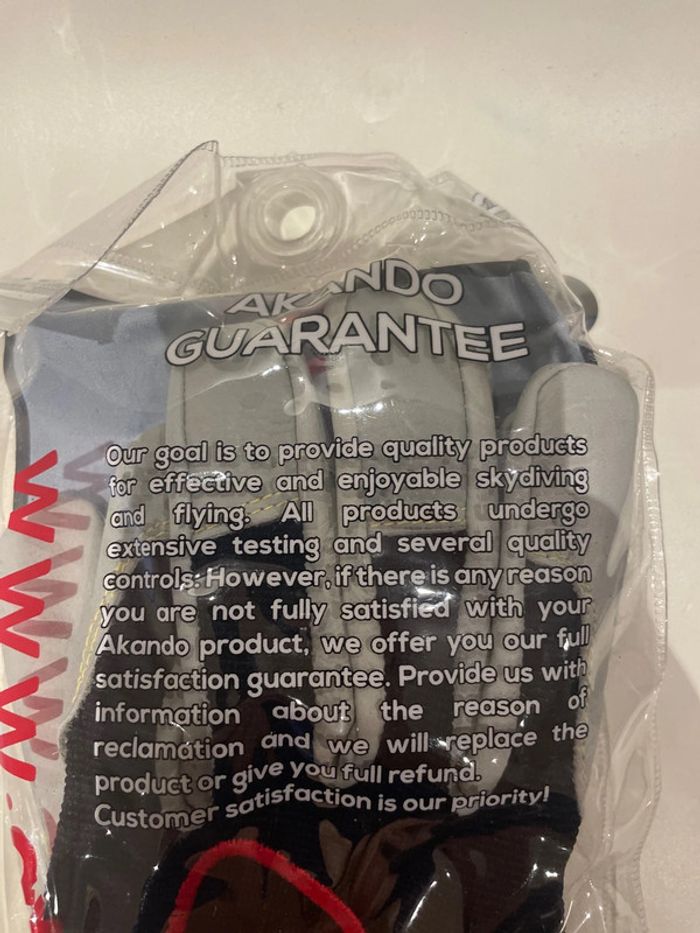 AKANDO
GUARANTEE
Our goal is to provide quality products
for effective and enjoyable skydiving
and flying. All products undergo
extensive testing and several quality
controls. However, if there is any reason
you are not fully satisfied with your
Akando product, we offer you our full
satisfaction guarantee. Provide us with
information about the reason of
reclamation and we will replace the
product or give you full refund.
Customer satisfaction is our priority!
WWW.